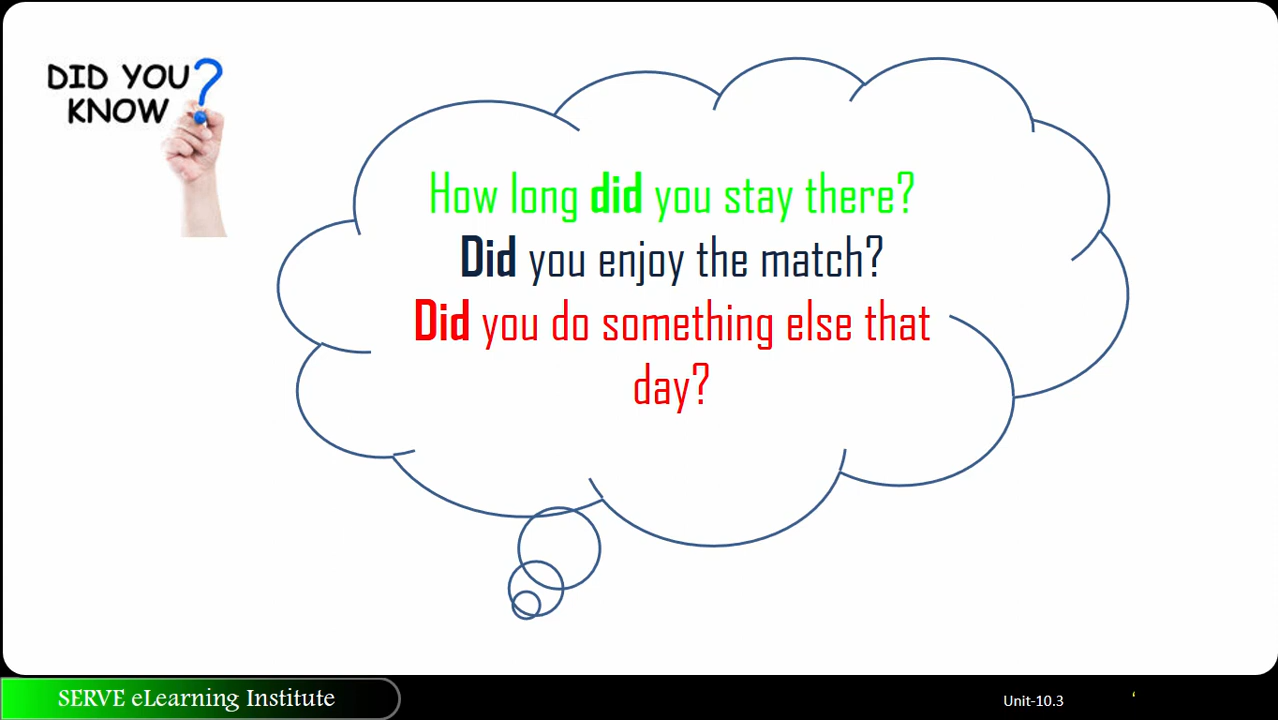 DID YOU ?
KNOW
How long did you stay there?
Did you enjoy the match?
Did you do something else that
day?
SERVE eLearning Institute
Unit-10.3